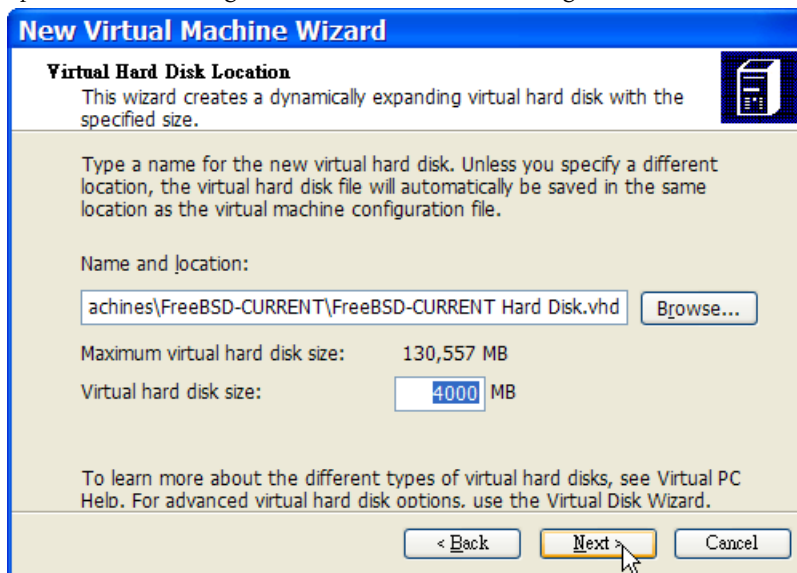 New Virtual Machine Wizard
Virtual Hard Disk Location
This wizard creates a dynamically expanding virtual hard disk with the
specified size.
Type a name for the new virtual hard disk. Unless you specify a different
location, the virtual hard disk file will automatically be saved in the same
location as the virtual machine configuration file.
Name and location:
achines\FreeBSD-CURRENT\FreeBSD-CURRENT Hard Disk.vhd
Browse...
Maximum virtual hard disk size: 130,557 MB
Virtual hard disk size: 4000 MB
To learn more about the different types of virtual hard disks, see Virtual PC
Help. For advanced virtual hard disk options, use the Virtual Disk Wizard.
< Back Next > Cancel